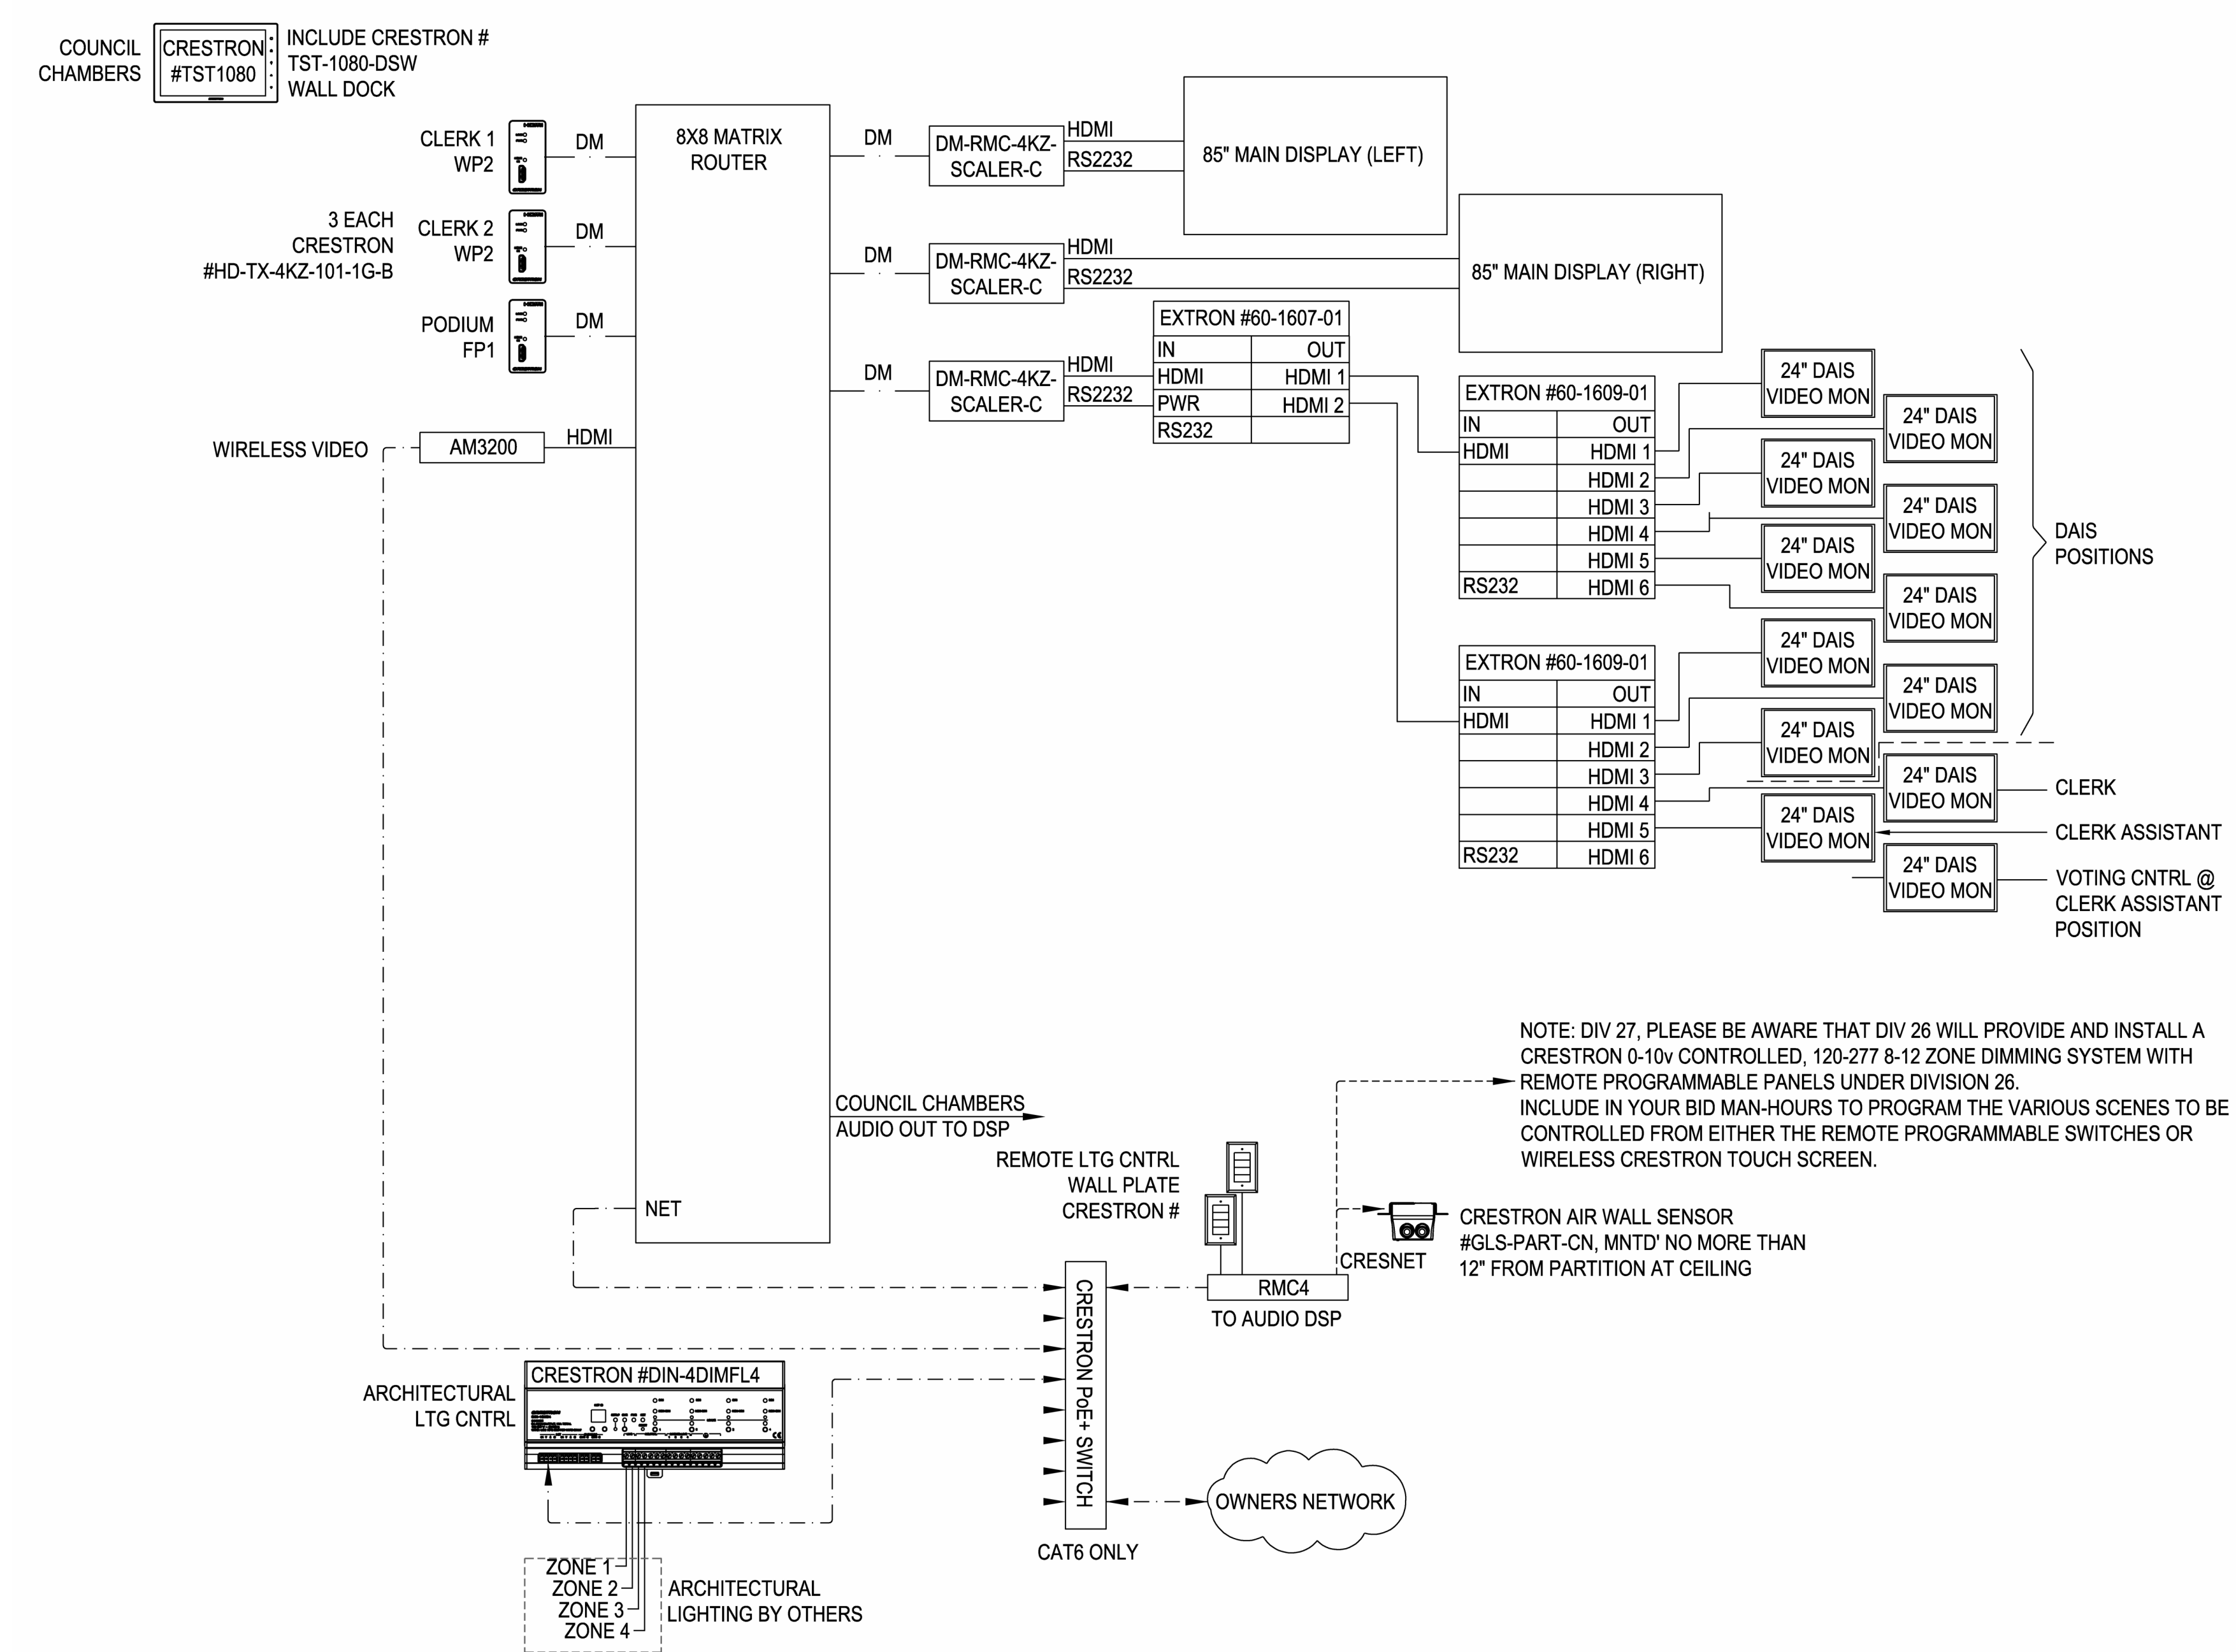 COUNCIL
CHAMBERS
CRESTRON
#TST1080
INCLUDE CRESTRON #
TST-1080-DSW
WALL DOCK
CLERK 1
WP2
DM
3 EACH
CRESTRON
#HD-TX-4KZ-101-1G-B
CLERK 2
WP2
DM
PODIUM
FP1
DM
WIRELESS VIDEO
AM3200
HDMI
8X8 MATRIX
ROUTER
DM
DM-RMC-4KZ-
SCALER-C
HDMI
RS2232
85" MAIN DISPLAY (LEFT)
DM
DM-RMC-4KZ-
SCALER-C
HDMI
RS2232
85" MAIN DISPLAY (RIGHT)
DM
DM-RMC-4KZ-
SCALER-C
HDMI
RS2232
EXTRON #60-1607-01
IN OUT
HDMI HDMI 1
PWR HDMI 2
RS232
EXTRON #60-1609-01
IN OUT
HDMI HDMI 1
HDMI 2
HDMI 3
HDMI 4
HDMI 5
RS232 HDMI 6
24" DAIS
VIDEO MON
24" DAIS
VIDEO MON
24" DAIS
VIDEO MON
24" DAIS
VIDEO MON
24" DAIS
VIDEO MON
24" DAIS
VIDEO MON
DAIS
POSITIONS
EXTRON #60-1609-01
IN OUT
HDMI HDMI 1
HDMI 2
HDMI 3
HDMI 4
HDMI 5
RS232 HDMI 6
24" DAIS
VIDEO MON
24" DAIS
VIDEO MON
24" DAIS
VIDEO MON
24" DAIS
VIDEO MON
CLERK
24" DAIS
VIDEO MON
CLERK ASSISTANT
24" DAIS
VIDEO MON
VOTING CNTRL @
CLERK ASSISTANT
POSITION
NOTE: DIV 27, PLEASE BE AWARE THAT DIV 26 WILL PROVIDE AND INSTALL A
CRESTRON 0-10v CONTROLLED, 120-277 8-12 ZONE DIMMING SYSTEM WITH
REMOTE PROGRAMMABLE PANELS UNDER DIVISION 26.
INCLUDE IN YOUR BID MAN-HOURS TO PROGRAM THE VARIOUS SCENES TO BE
CONTROLLED FROM EITHER THE REMOTE PROGRAMMABLE SWITCHES OR
WIRELESS CRESTRON TOUCH SCREEN.
COUNCIL CHAMBERS
AUDIO OUT TO DSP
REMOTE LTG CNTRL
WALL PLATE
CRESTRON #
NET
CRESNET
CRESTRON AIR WALL SENSOR
#GLS-PART-CN, MNTD' NO MORE THAN
12" FROM PARTITION AT CEILING
RMC4
TO AUDIO DSP
CRESTRON PoE+ SWITCH
CAT6 ONLY
OWNERS NETWORK
ARCHITECTURAL
LTG CNTRL
CRESTRON #DIN-4DIMFL4
ZONE 1
ZONE 2
ZONE 3
ZONE 4
ARCHITECTURAL
LIGHTING BY OTHERS